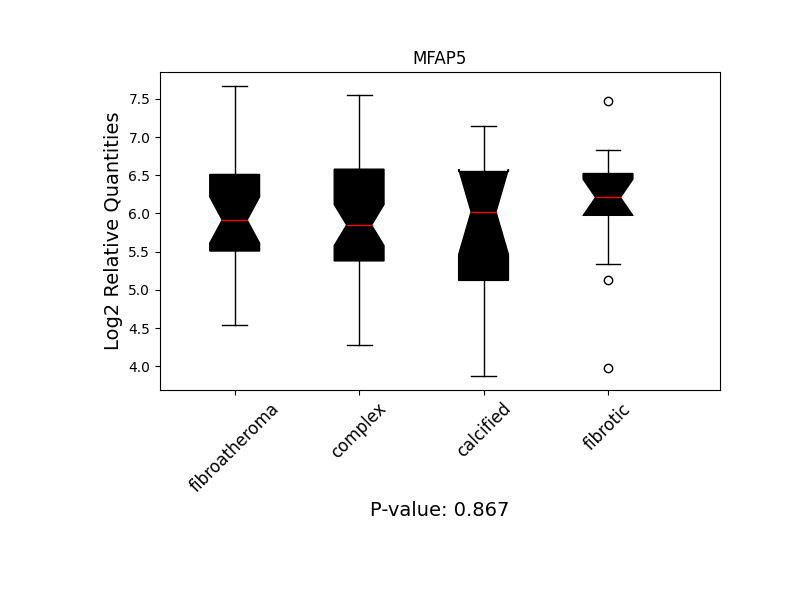 MFAP5
Log2 Relative Quantities
7.5
7.0
6.5
6.0
5.5
5.0
4.5
4.0
fibroatheroma
complex
calcified
fibrotic
P-value: 0.867